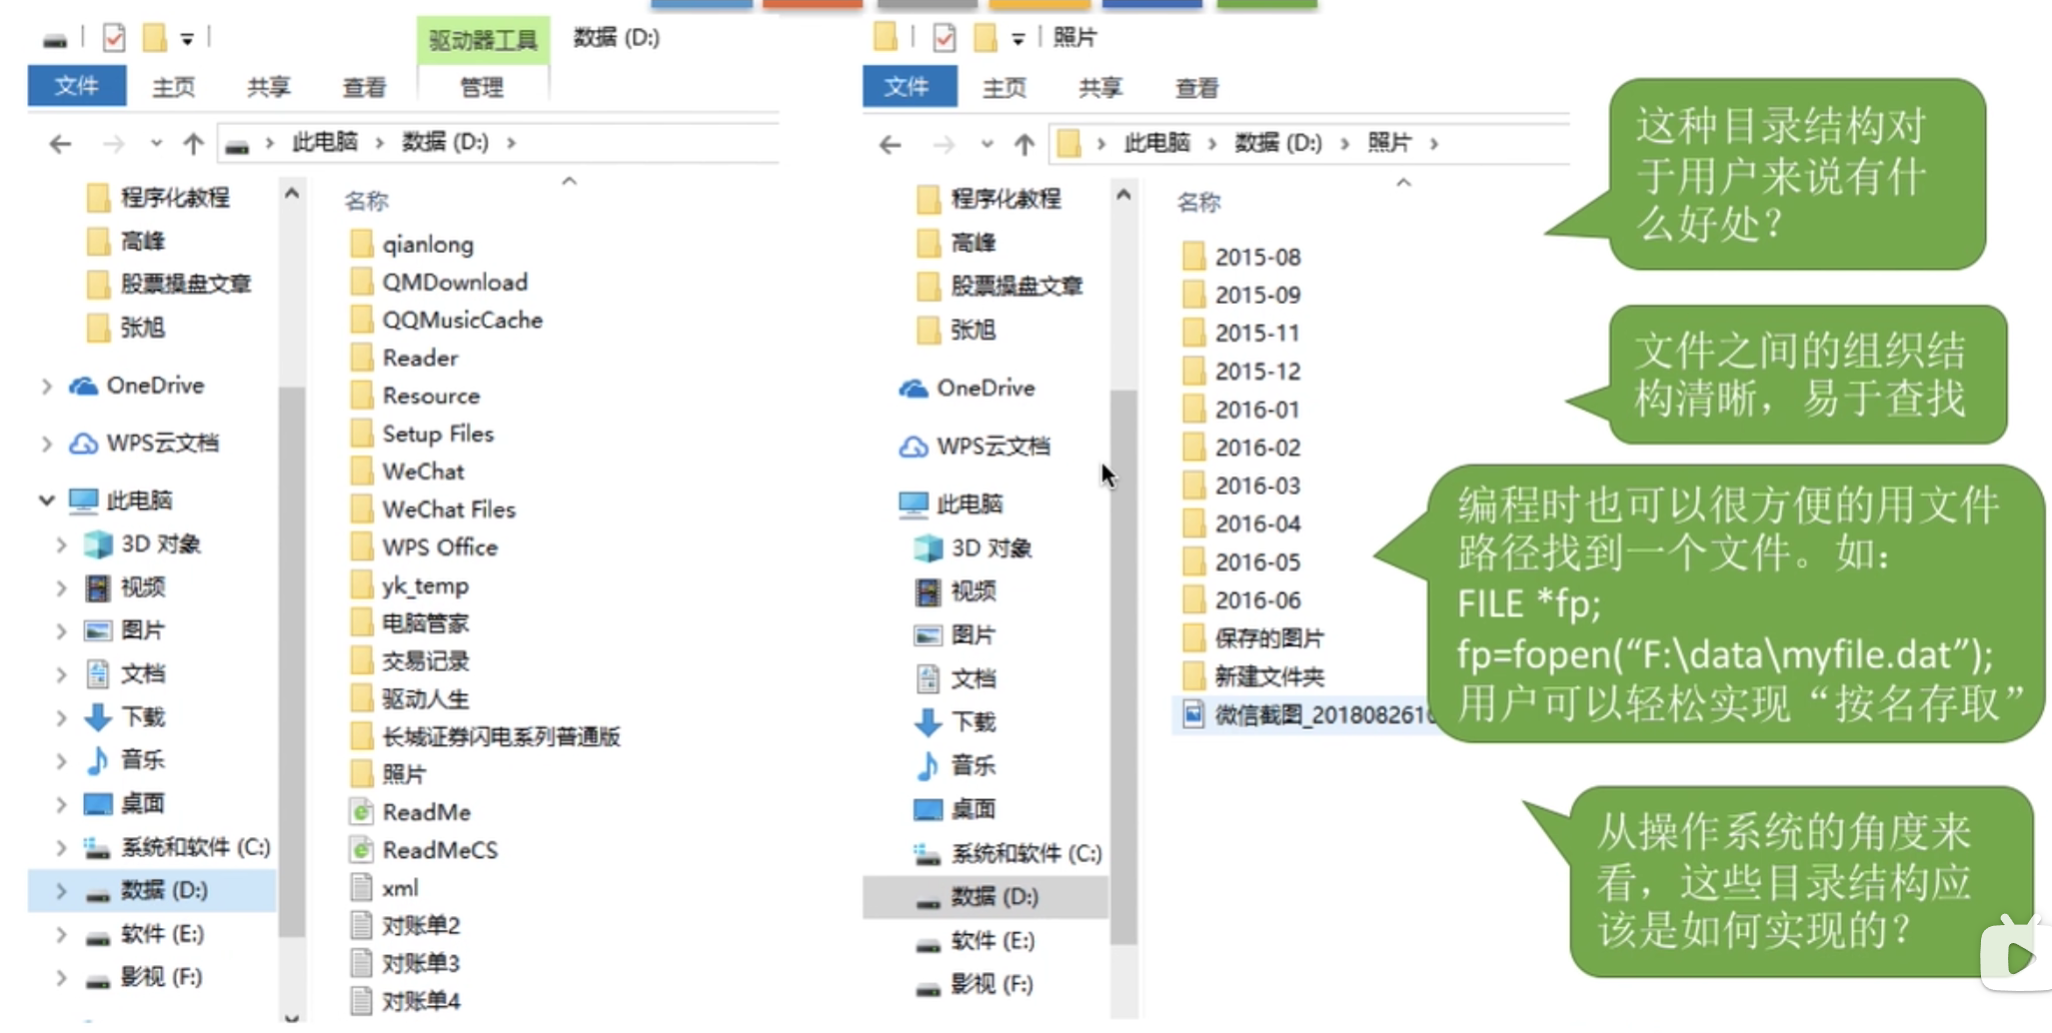 驱动器工具
数据 (D:)
文件
主页
共享
查看
管理
此电脑
数据 (D:)
程序化教程
高峰
股票操盘文章
张旭
OneDrive
WPS云文档
此电脑
3D 对象
视频
图片
文档
下载
音乐
桌面
系统和软件 (C:)
数据 (D:)
软件 (E:)
影视 (F:)
名称
qianlong
QMDownload
QQMusicCache
Reader
Resource
Setup Files
WeChat
WeChat Files
WPS Office
yk_temp
电脑管家
交易记录
驱动人生
长城证券闪电系列普通版
照片
ReadMe
ReadMeCS
xml
对账单2
对账单3
对账单4
照片
文件
主页
共享
查看
此电脑
数据 (D:)
照片
程序化教程
高峰
股票操盘文章
张旭
OneDrive
WPS云文档
此电脑
3D 对象
视频
图片
文档
下载
音乐
桌面
系统和软件 (C:)
数据 (D:)
软件 (E:)
影视 (F:)
名称
2015-08
2015-09
2015-11
2015-12
2016-01
2016-02
2016-03
2016-04
2016-05
2016-06
保存的图片
新建文件夹
微信截图_201808261
这种目录结构对
于用户来说有什
么好处？
文件之间的组织结
构清晰，易于查找
编程时也可以很方便的用文件
路径找到一个文件。如：
FILE *fp;
fp=fopen(“F:\data\myfile.dat”);
用户可以轻松实现“按名存取”
从操作系统的角度来
看，这些目录结构应
该是如何实现的？